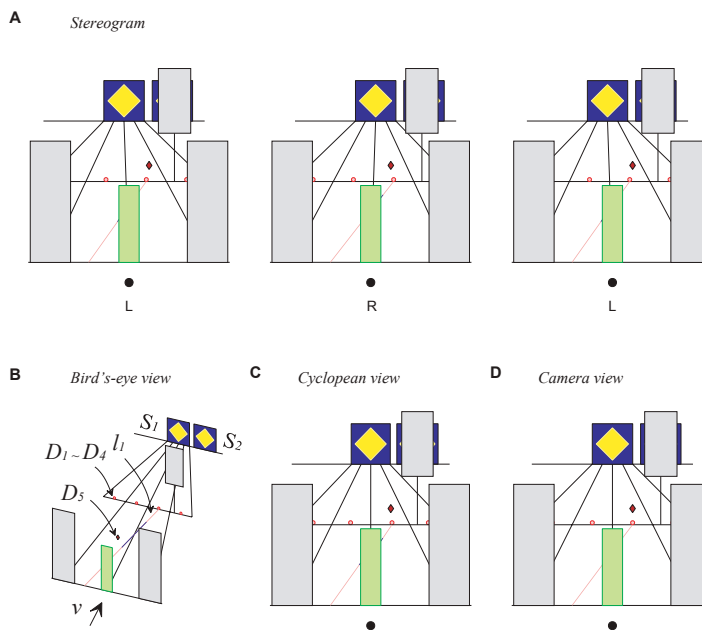 A Stereogram
L R L
B Bird's-eye view
S₁
S₂
l₁
D₁ ~ D₄
D₅
v
C Cyclopean view
D Camera view